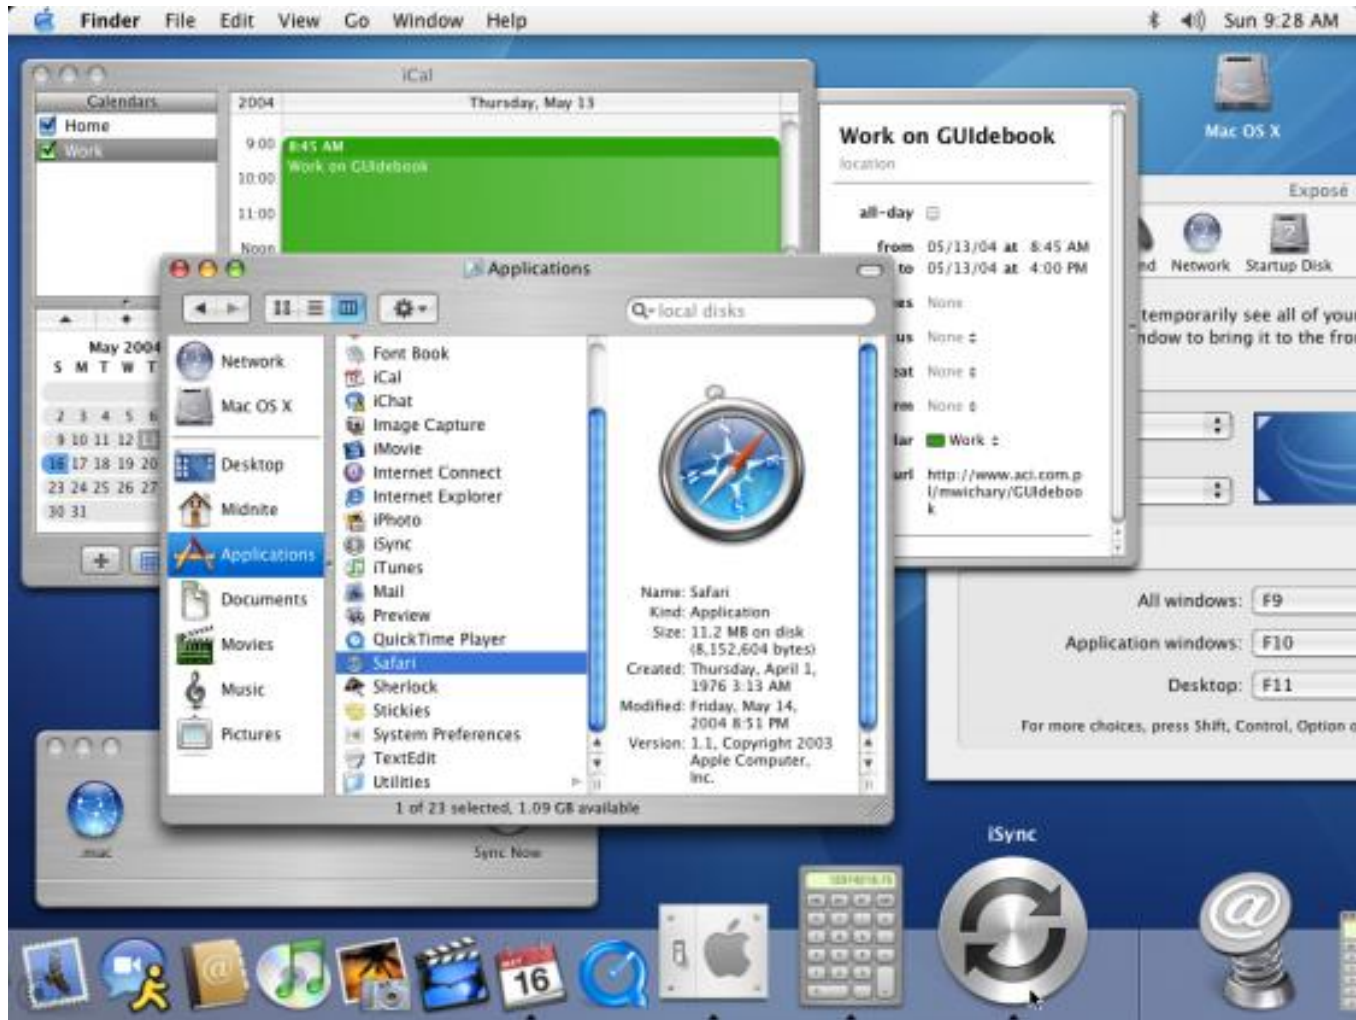 Finder File Edit View Go Window Help
Sun 9:28 AM
Mac OS X
iCal
Calendars
Home
Work
2004 Thursday, May 13
9:00
10:00
11:00
Noon
8:45 AM
Work on GUIdebook
May 2004
S M T W T
2 3 4 5 6
9 10 11 12 13
16 17 18 19 20
23 24 25 26 27
30 31
Work on GUIdebook
location
all-day
from 05/13/04 at 8:45 AM
to 05/13/04 at 4:00 PM
es None
us None
eat None
rm None
lar Work
url http://www.aci.com.p
l/mwichary/GUIdeboo
k
Exposé
nd Network Startup Disk
temporarily see all of your
ndow to bring it to the fro
All windows: F9
Application windows: F10
Desktop: F11
For more choices, press Shift, Control, Option o
Applications
local disks
Network
Mac OS X
Desktop
Midnite
Applications
Documents
Movies
Music
Pictures
Font Book
iCal
iChat
Image Capture
iMovie
Internet Connect
Internet Explorer
iPhoto
iSync
iTunes
Mail
Preview
QuickTime Player
Safari
Sherlock
Stickies
System Preferences
TextEdit
Utilities
Name: Safari
Kind: Application
Size: 11.2 MB on disk
(8,152,604 bytes)
Created: Thursday, April 1,
1976 3:13 AM
Modified: Friday, May 14,
2004 8:51 PM
Version: 1.1, Copyright 2003
Apple Computer,
Inc.
1 of 23 selected, 1.09 GB available
.mac
Sync Now
iSync
MAY
16